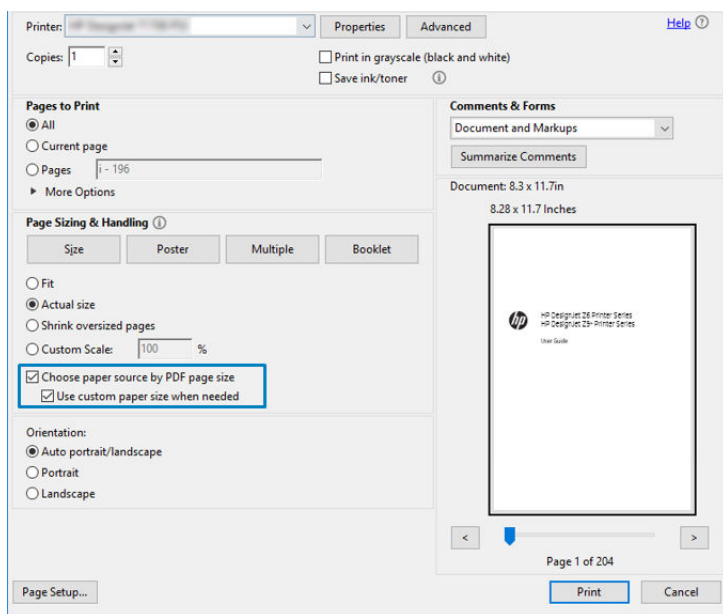 Printer:
Properties
Advanced
Help
Copies: 1
Print in grayscale (black and white)
Save ink/toner
Pages to Print
All
Current page
Pages i - 196
More Options
Page Sizing & Handling
Size Poster Multiple Booklet
Fit
Actual size
Shrink oversized pages
Custom Scale: 100 %
Choose paper source by PDF page size
Use custom paper size when needed
Orientation:
Auto portrait/landscape
Portrait
Landscape
Comments & Forms
Document and Markups
Summarize Comments
Document: 8.3 x 11.7in
8.28 x 11.7 Inches
hp
HP DesignJet Z6 Printer Series
HP DesignJet Z9+ Printer Series
User Guide
< >
Page 1 of 204
Page Setup...
Print
Cancel